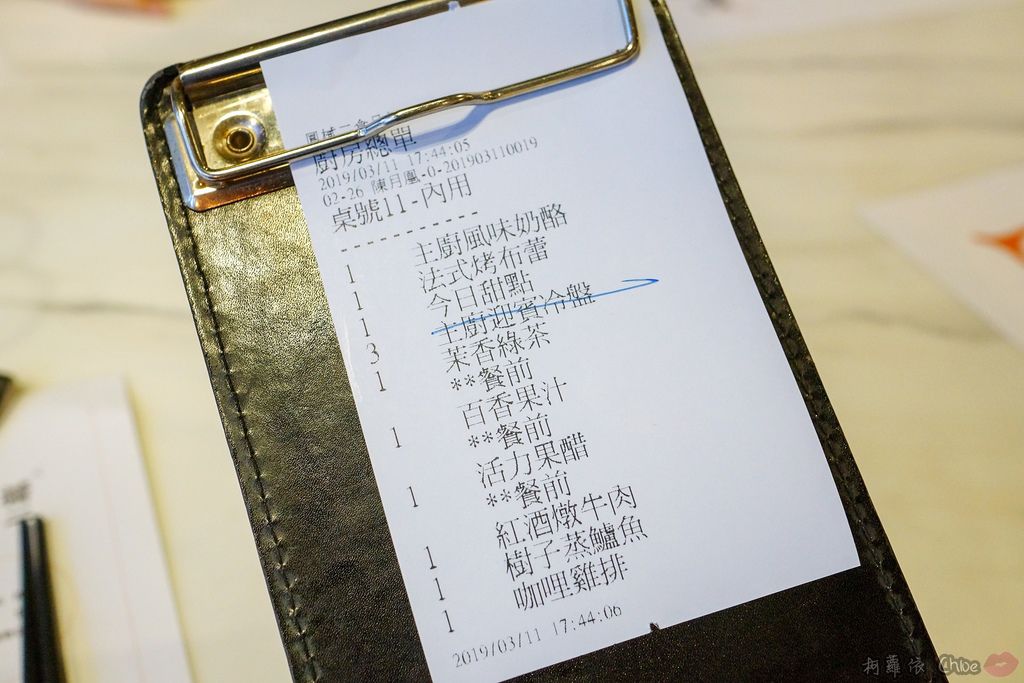 廚房總單
2019/03/11 17:44:05
02-26 陳月鳳-0-201903110019
桌號11-內用
----------
1 主廚風味奶酪
1 法式烤布蕾
1 今日甜點
3 主廚迎賓冷盤
1 茉香綠茶
**餐前
1 百香果汁
**餐前
1 活力果醋
**餐前
1 紅酒燉牛肉
1 樹子蒸鱸魚
1 咖哩雞排
2019/03/11 17:44:06
柯蘿依 Chloe